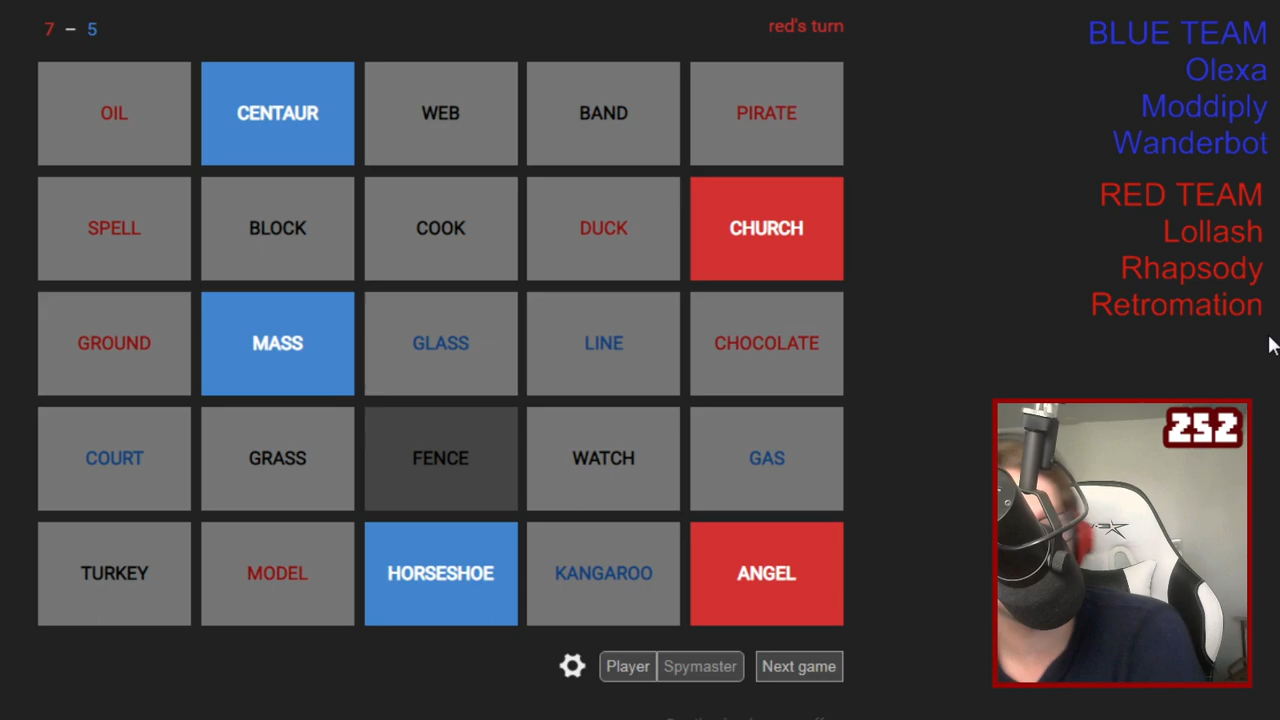 7 – 5
red's turn
OIL CENTAUR WEB BAND PIRATE
SPELL BLOCK COOK DUCK CHURCH
GROUND MASS GLASS LINE CHOCOLATE
COURT GRASS FENCE WATCH GAS
TURKEY MODEL HORSESHOE KANGAROO ANGEL
Player Spymaster Next game
BLUE TEAM
Olexa
Moddiply
Wanderbot
RED TEAM
Lollash
Rhapsody
Retromation
252